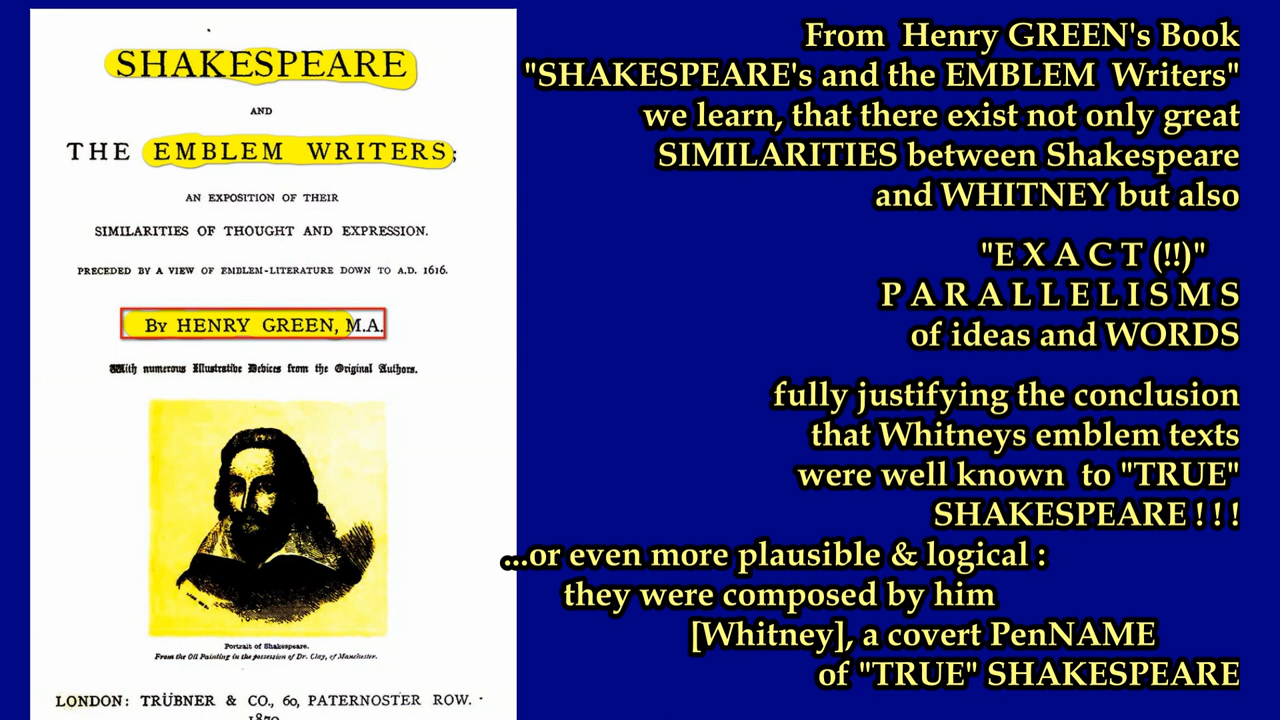 SHAKESPEARE
AND
THE EMBLEM WRITERS;
AN EXPOSITION OF THEIR
SIMILARITIES OF THOUGHT AND EXPRESSION.
PRECEDED BY A VIEW OF EMBLEM-LITERATURE DOWN TO A.D. 1616.
By HENRY GREEN, M.A.
With numerous Illustrative Devices from the Original Authors.
Portrait of Shakespeare.
From the Oil Painting in the possession of Dr. Clay, of Manchester.
LONDON: TRÜBNER & CO., 60, PATERNOSTER ROW.
1870
From Henry GREEN's Book
"SHAKESPEARE's and the EMBLEM Writers"
we learn, that there exist not only great
SIMILARITIES between Shakespeare
and WHITNEY but also
"E X A C T (!!)"
P A R A L L E L I S M S
of ideas and WORDS
fully justifying the conclusion
that Whitneys emblem texts
were well known to "TRUE"
SHAKESPEARE ! ! !
...or even more plausible & logical :
they were composed by him
[Whitney], a covert PenNAME
of "TRUE" SHAKESPEARE